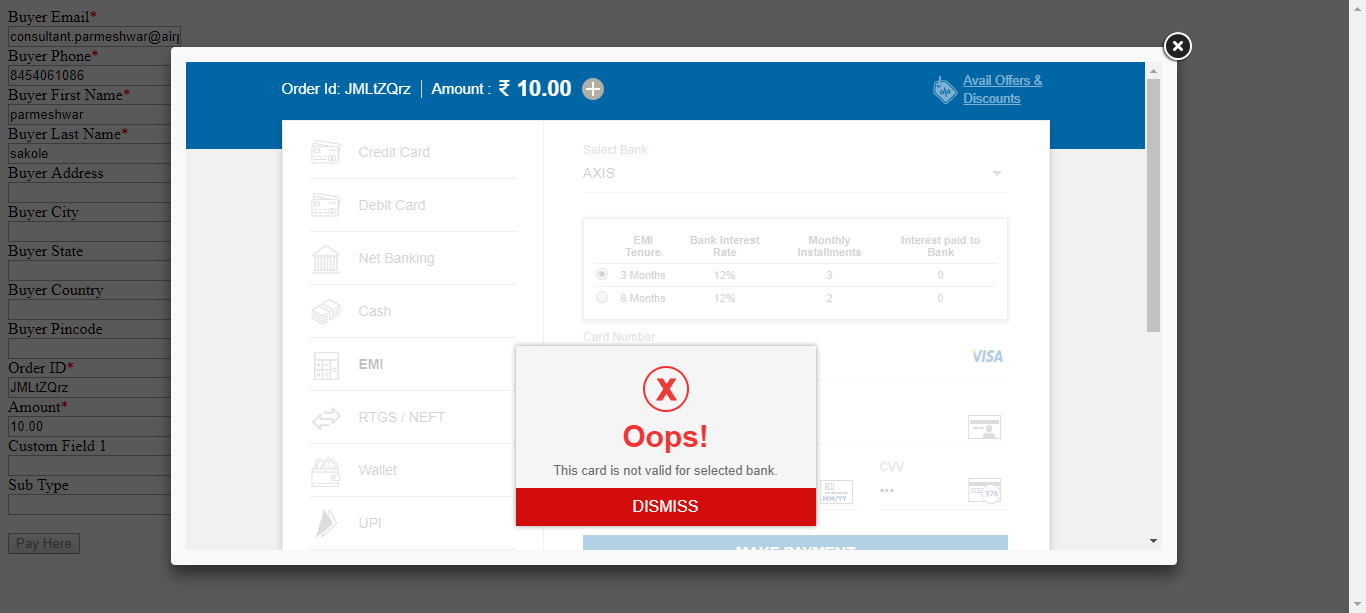 Buyer Email*
consultant.parmeshwar@air
Buyer Phone*
8454061086
Buyer First Name*
parmeshwar
Buyer Last Name*
sakole
Buyer Address
Buyer City
Buyer State
Buyer Country
Buyer Pincode
Order ID*
JMLtZQrz
Amount*
10.00
Custom Field 1
Sub Type
Pay Here
Order Id: JMLtZQrz | Amount : ₹ 10.00
Avail Offers &
Discounts
Credit Card
Debit Card
Net Banking
Cash
EMI
RTGS / NEFT
Wallet
UPI
Select Bank
AXIS
EMI Tenure Bank Interest Rate Monthly Installments Interest paid to Bank
3 Months 12% 3 0
6 Months 12% 2 0
Card Number
VISA
CVV
MM/YY
576
MAKE PAYMENT
X
Oops!
This card is not valid for selected bank.
DISMISS